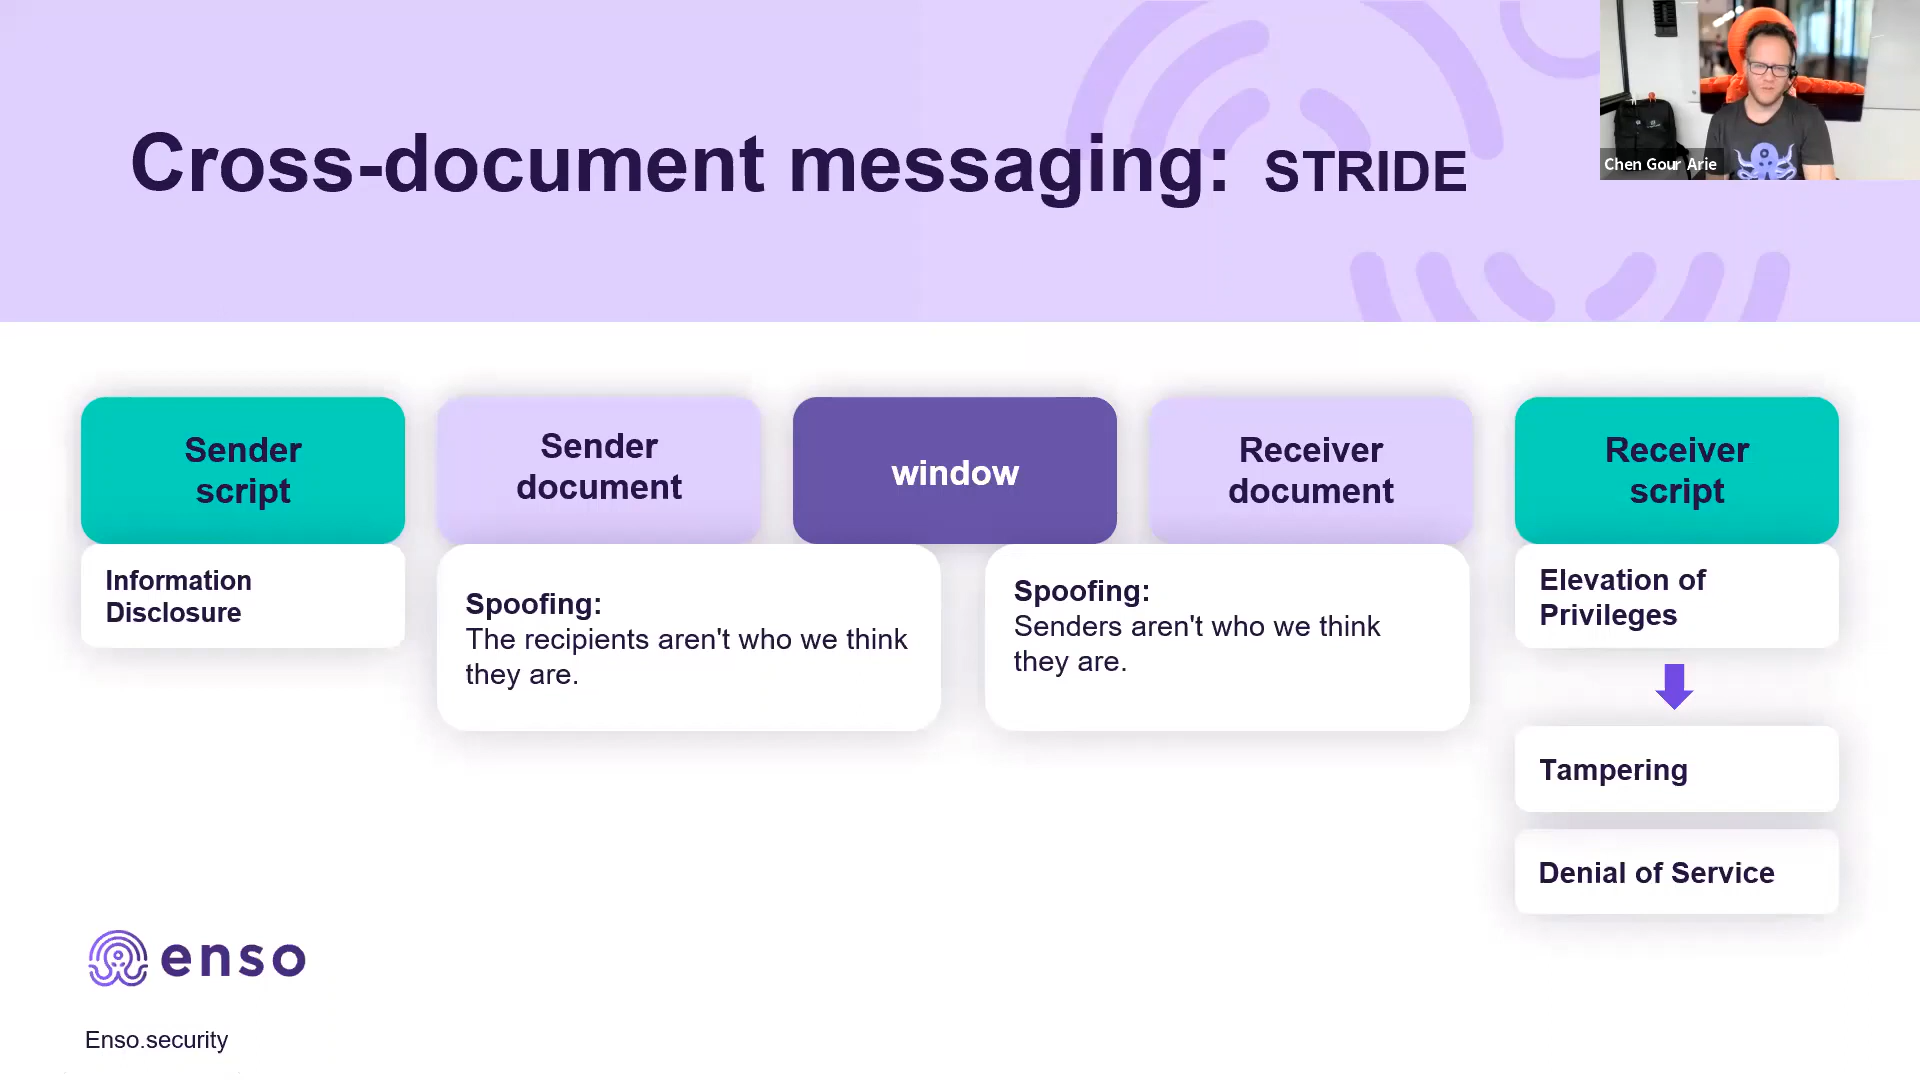 Cross-document messaging: STRIDE
Chen Gour Arie
Sender
script
Sender
document
window
Receiver
document
Receiver
script
Information
Disclosure
Spoofing:
The recipients aren't who we think
they are.
Spoofing:
Senders aren't who we think
they are.
Elevation of
Privileges
Tampering
Denial of Service
enso
Enso.security